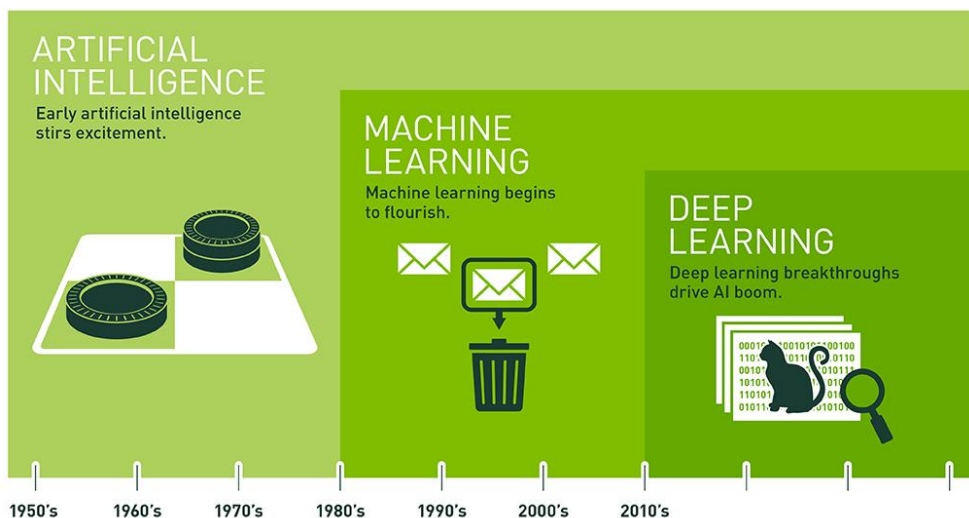 ARTIFICIAL
INTELLIGENCE
Early artificial intelligence
stirs excitement.
MACHINE
LEARNING
Machine learning begins
to flourish.
DEEP
LEARNING
Deep learning breakthroughs
drive AI boom.
1950's 1960's 1970's 1980's 1990's 2000's 2010's